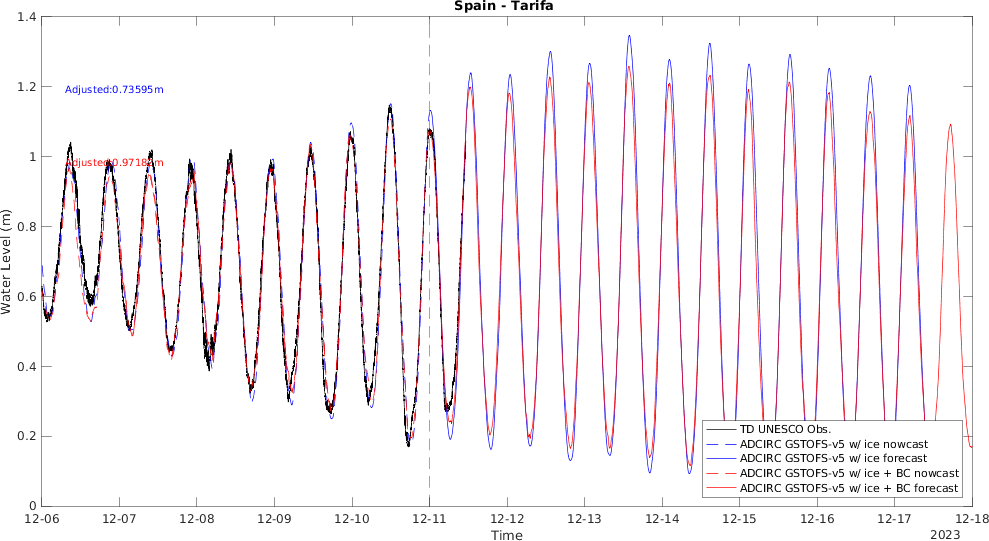 Spain - Tarifa
1.4
1.2
1
0.8
0.6
0.4
0.2
0
Water Level (m)
Adjusted:0.73595m
TD UNESCO Obs.
ADCIRC GSTOFS-v5 w/ ice nowcast
ADCIRC GSTOFS-v5 w/ ice forecast
ADCIRC GSTOFS-v5 w/ ice + BC nowcast
ADCIRC GSTOFS-v5 w/ ice + BC forecast
12-06 12-07 12-08 12-09 12-10 12-11 12-12 12-13 12-14 12-15 12-16 12-17 12-18
Time
2023